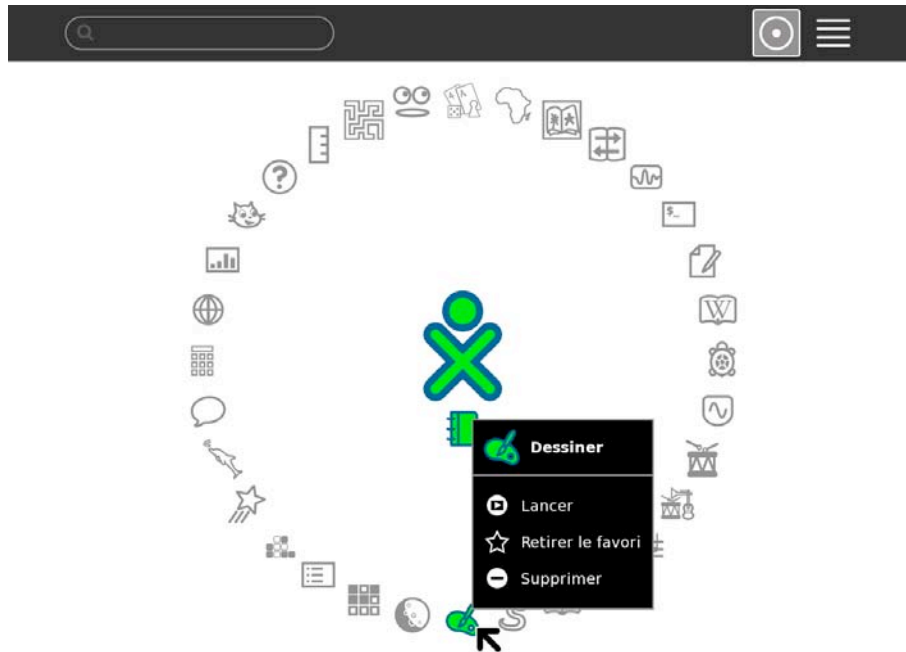 $_
W
Dessiner
Lancer
Retirer le favori
Supprimer